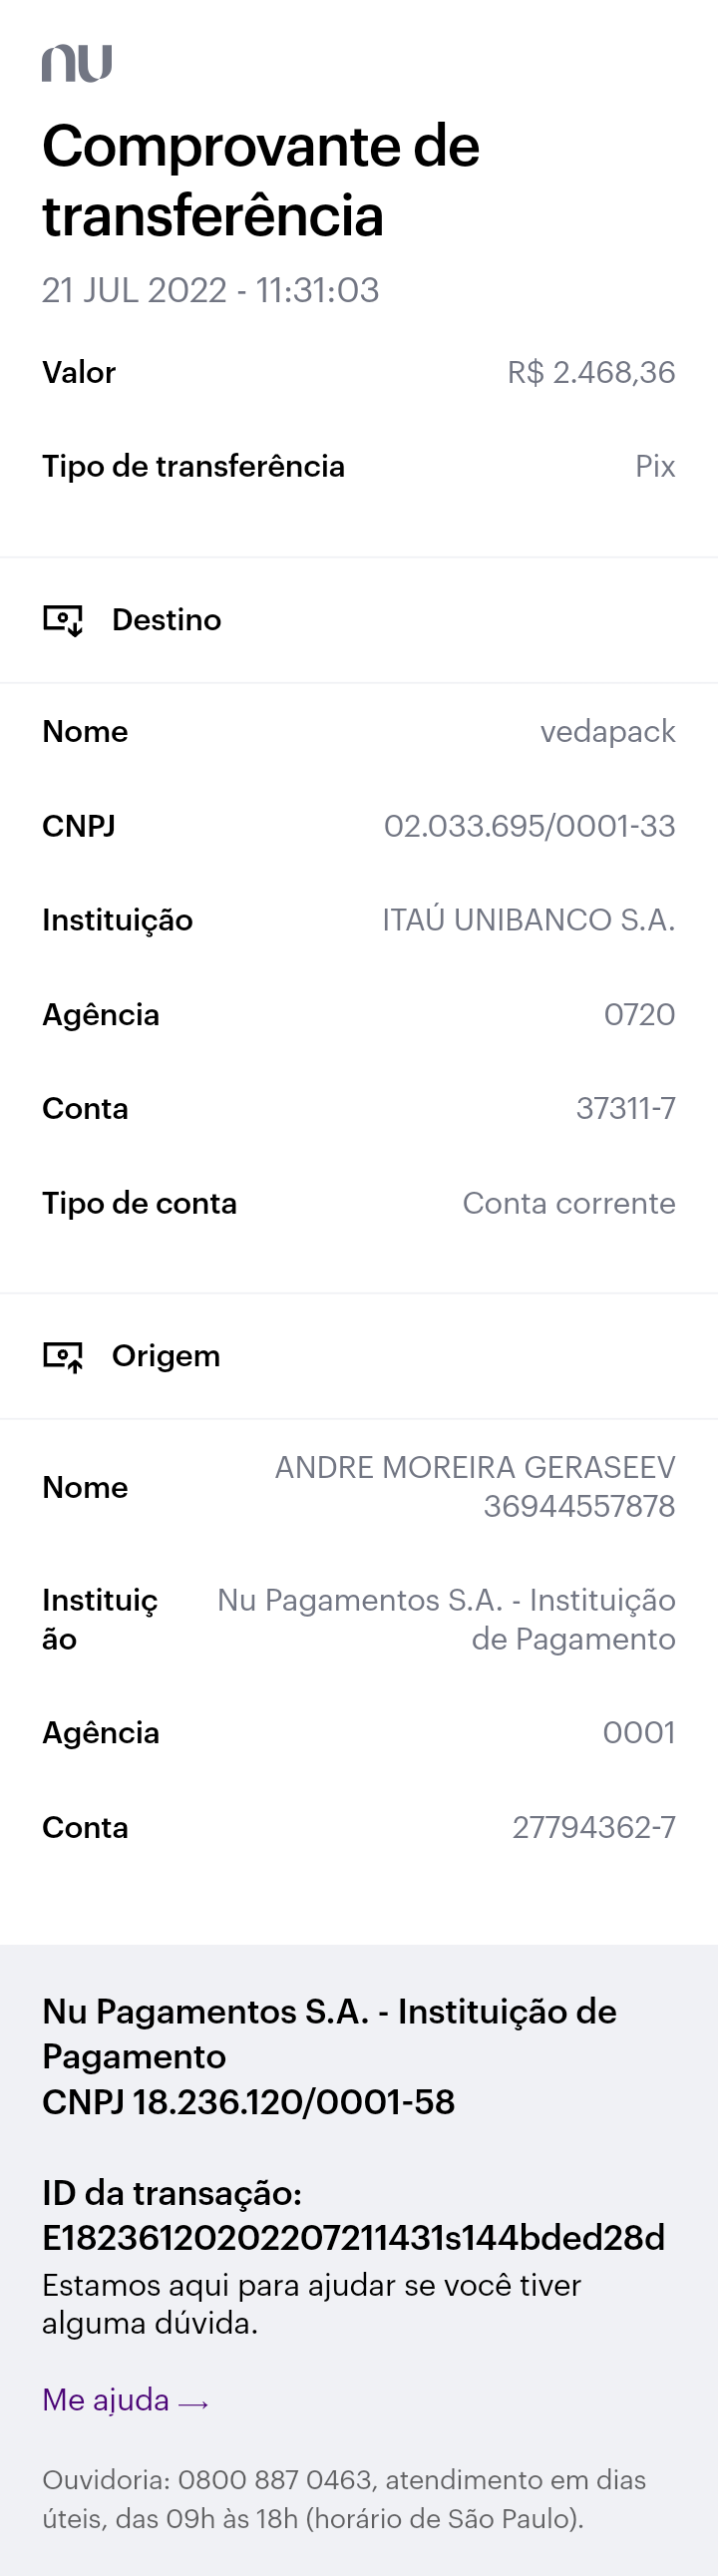 nu
Comprovante de
transferência
21 JUL 2022 - 11:31:03
Valor R$ 2.468,36
Tipo de transferência Pix
Destino
Nome vedapack
CNPJ 02.033.695/0001-33
Instituição ITAÚ UNIBANCO S.A.
Agência 0720
Conta 37311-7
Tipo de conta Conta corrente
Origem
Nome ANDRE MOREIRA GERASEEV
36944557878
Instituiç Nu Pagamentos S.A. - Instituição
ão de Pagamento
Agência 0001
Conta 27794362-7
Nu Pagamentos S.A. - Instituição de
Pagamento
CNPJ 18.236.120/0001-58
ID da transação:
E18236120202207211431s144bded28d
Estamos aqui para ajudar se você tiver
alguma dúvida.
Me ajuda →
Ouvidoria: 0800 887 0463, atendimento em dias
úteis, das 09h às 18h (horário de São Paulo).